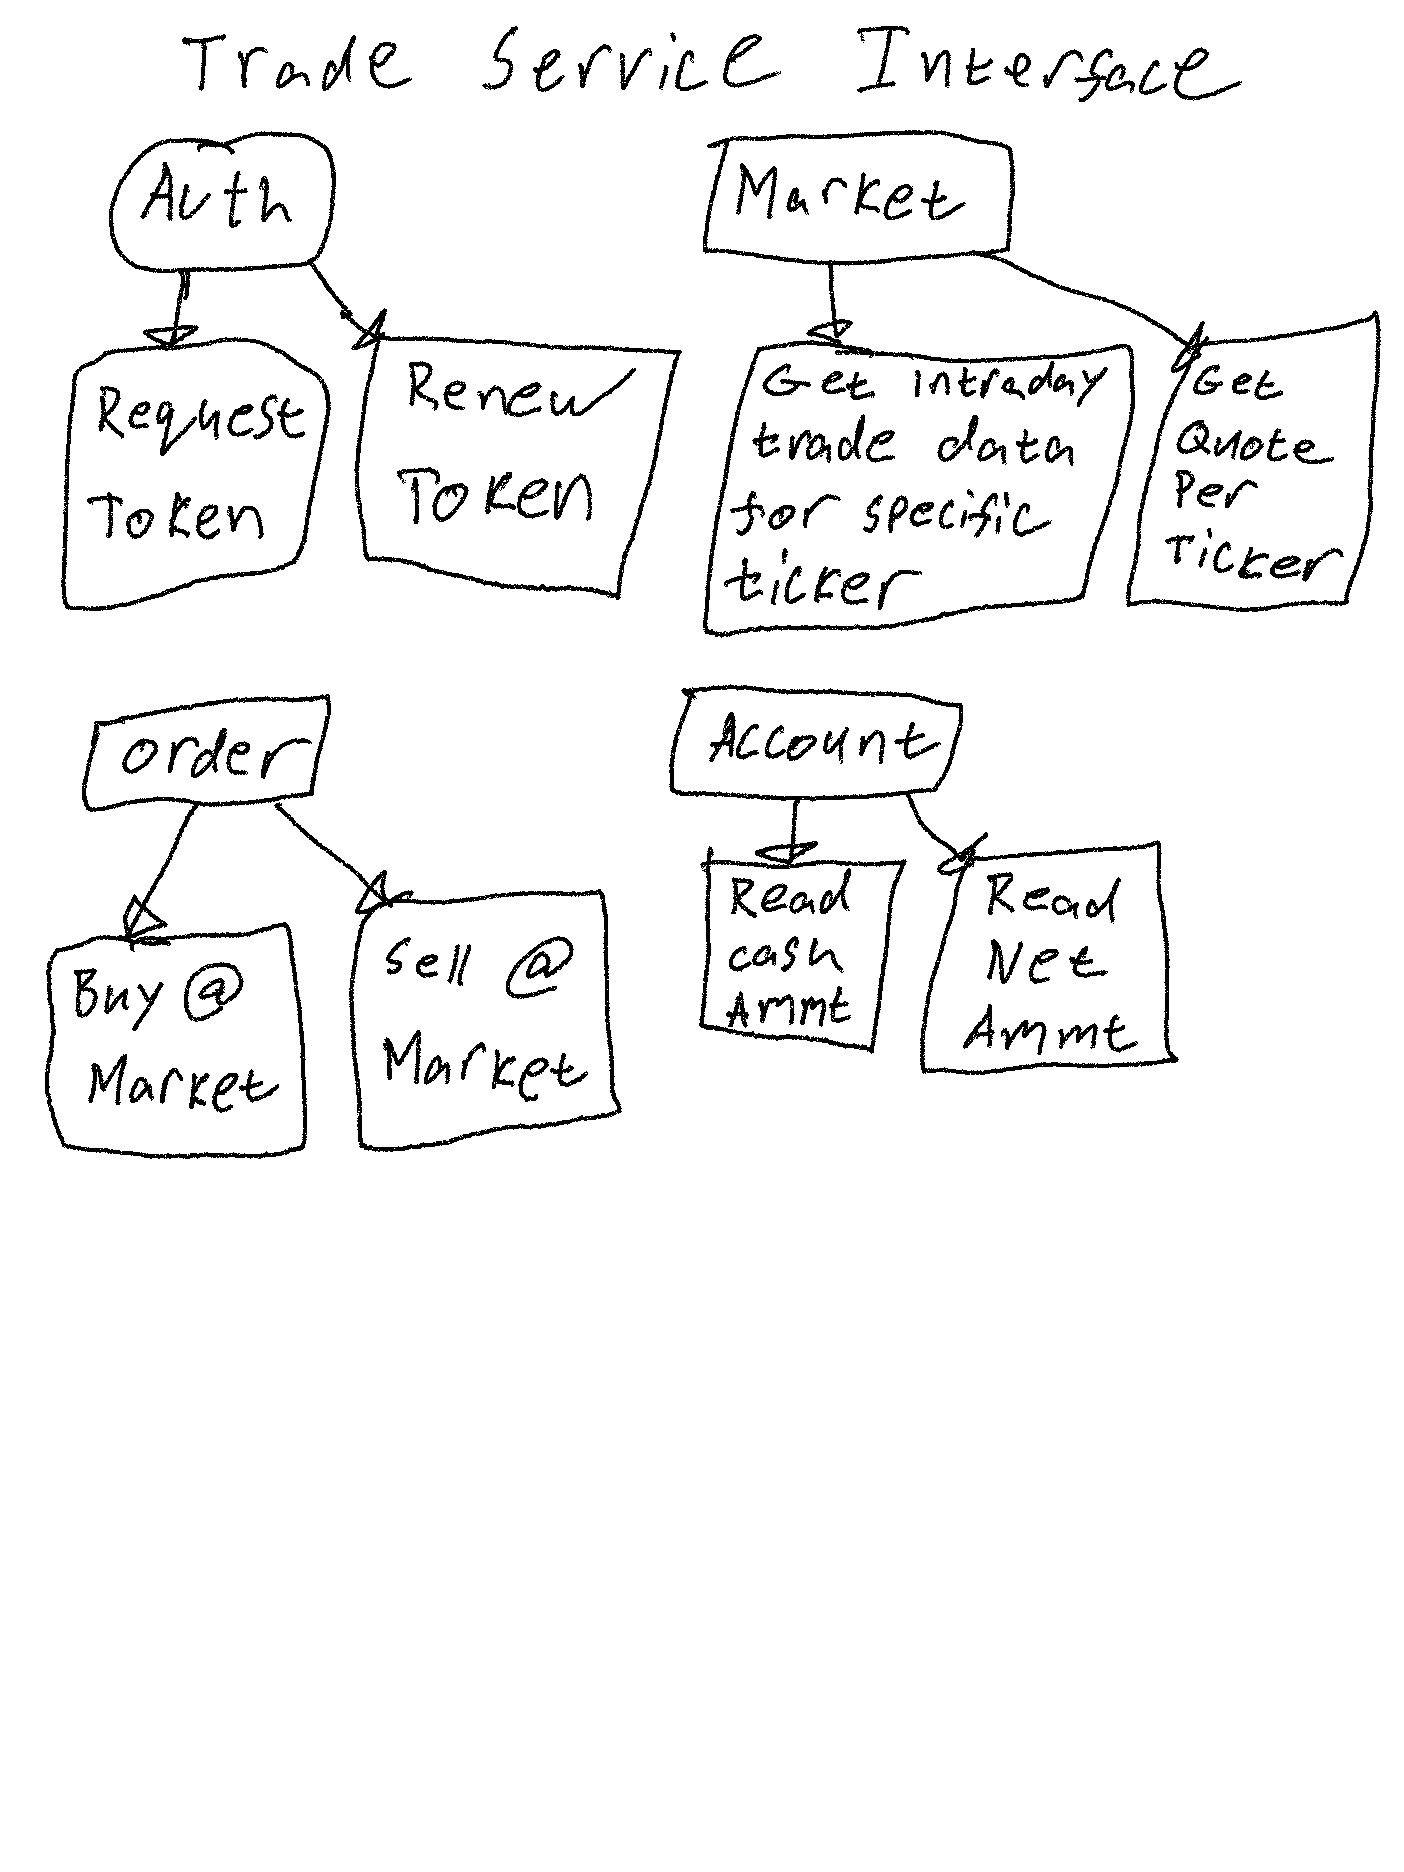 Trade Service Interface
Auth
Request
Token
Renew
Token
Market
Get intraday
trade data
for specific
ticker
Get
Quote
Per
Ticker
order
Buy @
Market
Sell @
Market
Account
Read
cash
Ammt
Read
Net
Ammt